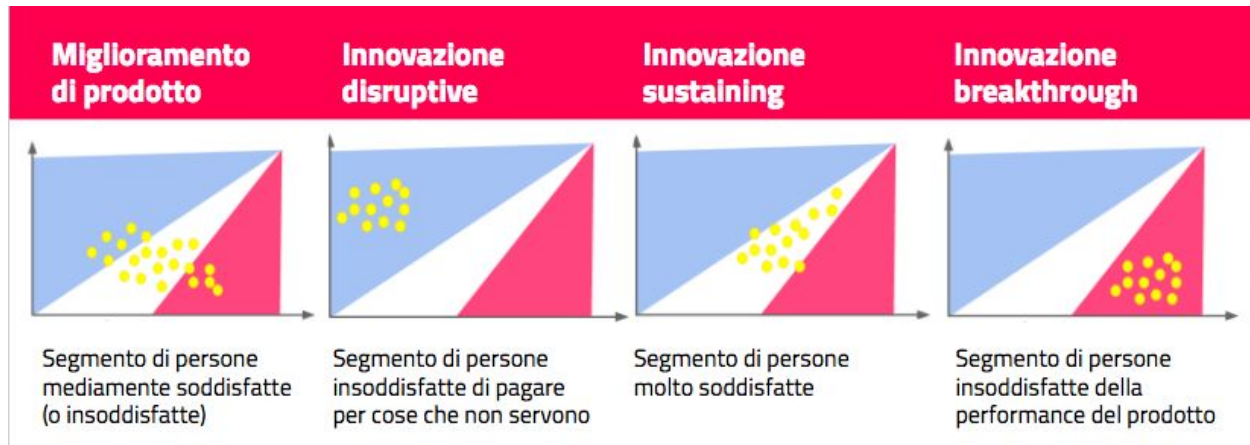 Miglioramento
di prodotto
Innovazione
disruptive
Innovazione
sustaining
Innovazione
breakthrough
Segmento di persone
mediamente soddisfatte
(o insoddisfatte)
Segmento di persone
insoddisfatte di pagare
per cose che non servono
Segmento di persone
molto soddisfatte
Segmento di persone
insoddisfatte della
performance del prodotto